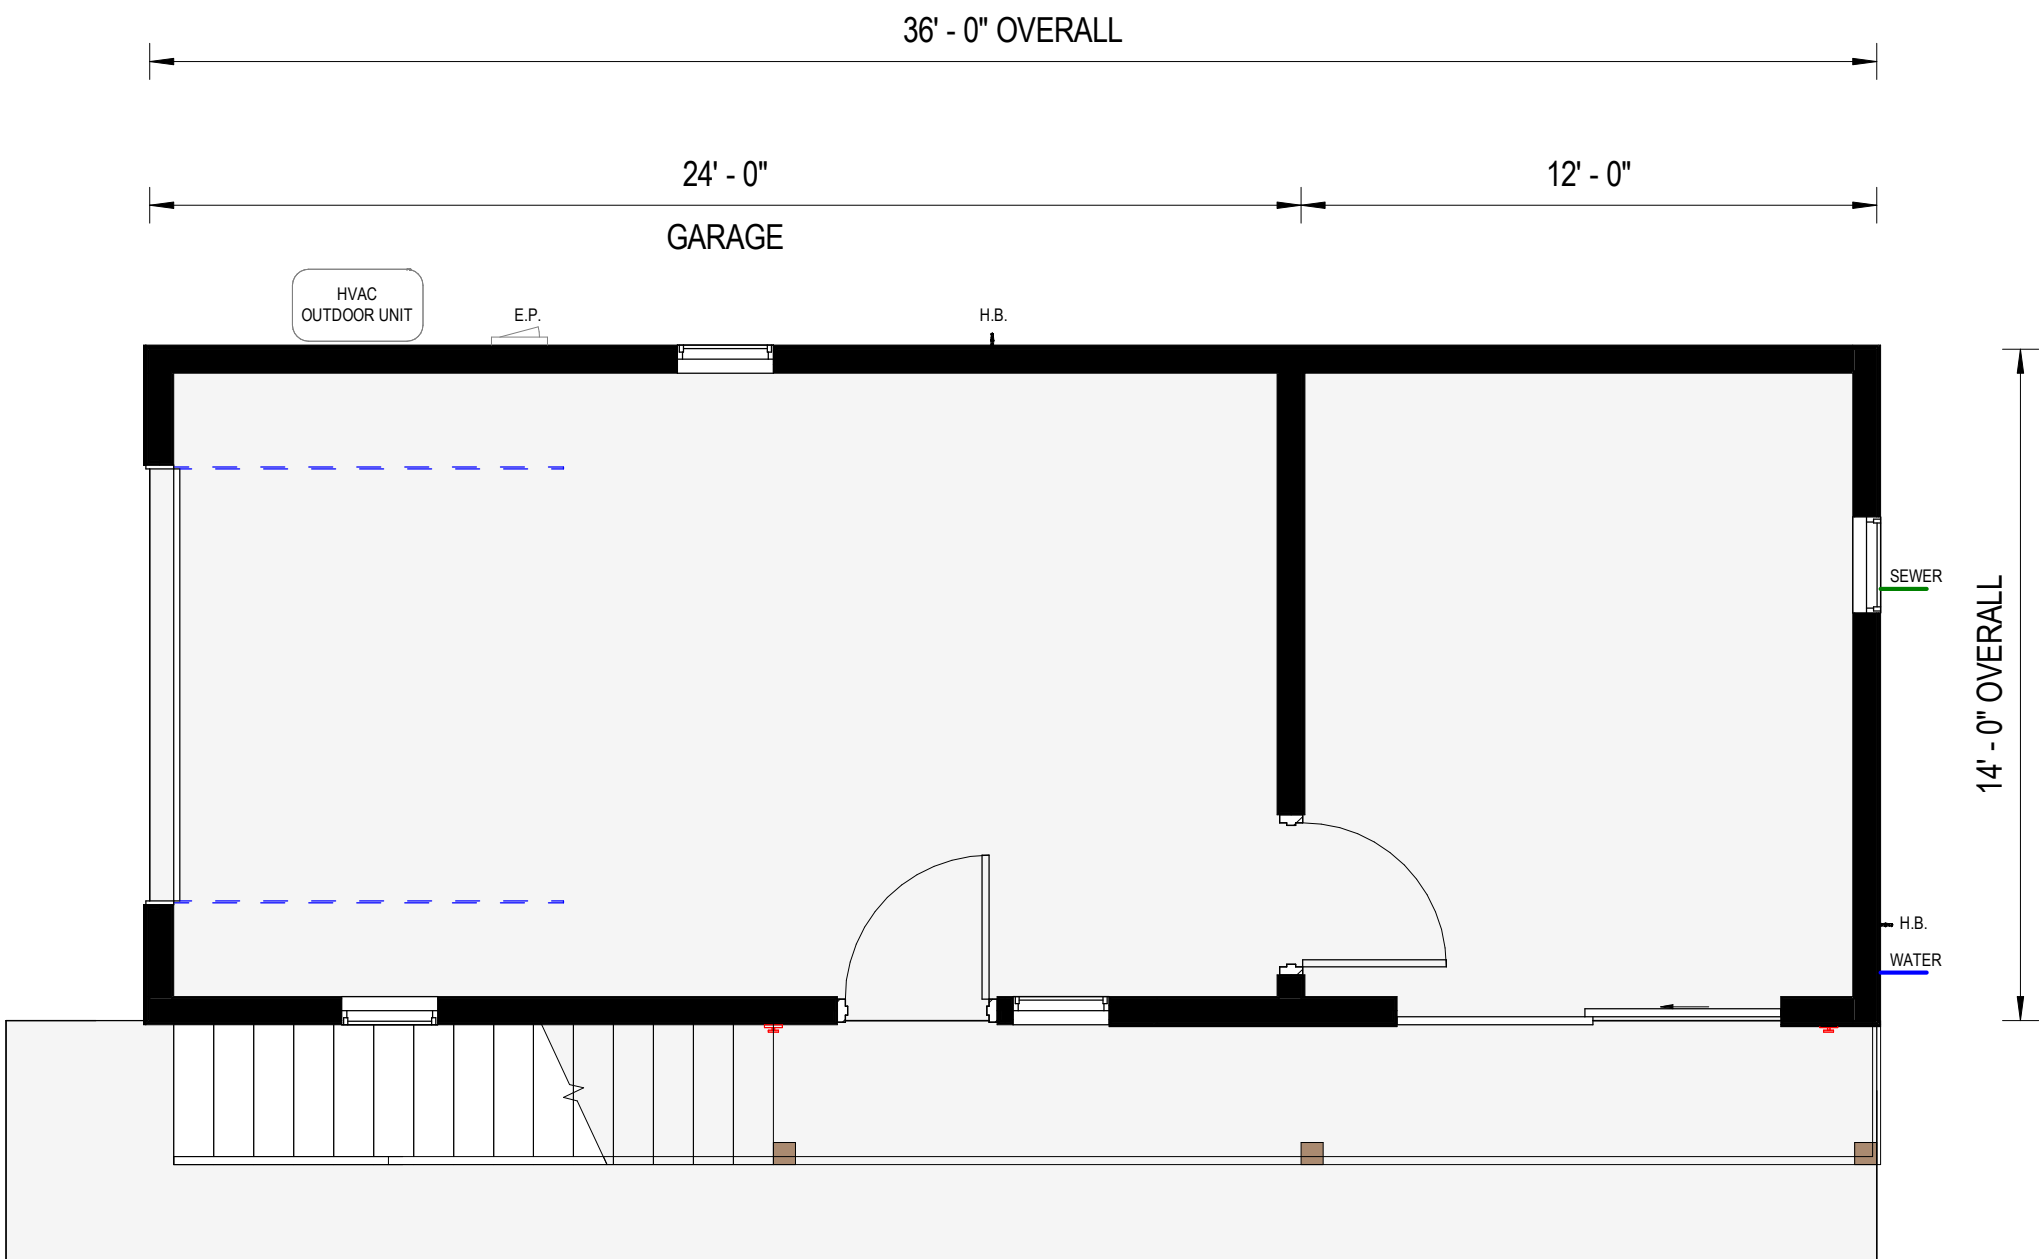 36' - 0" OVERALL
24' - 0"
12' - 0"
GARAGE
HVAC
OUTDOOR UNIT
E.P.
H.B.
SEWER
14' - 0" OVERALL
H.B.
WATER